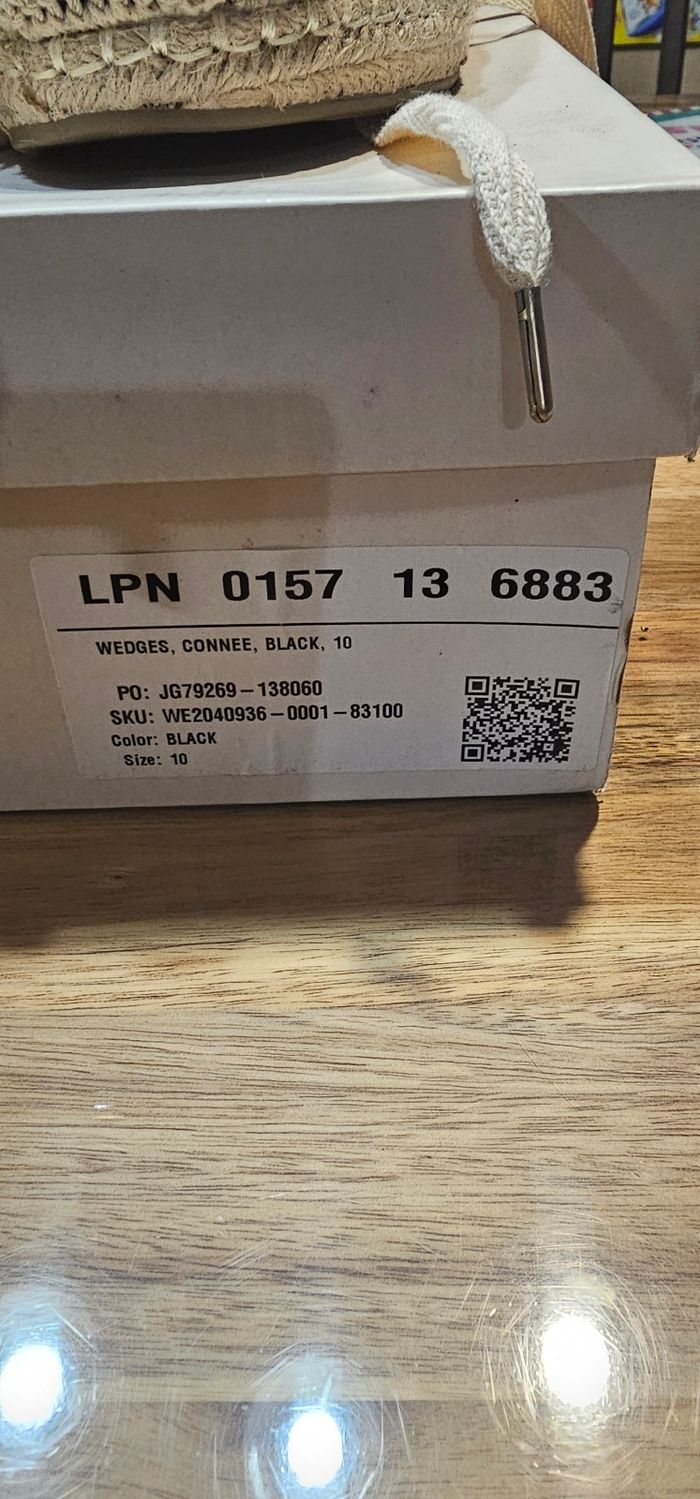 LPN 0157 13 6883
WEDGES, CONNEE, BLACK, 10
PO: JG79269-138060
SKU: WE2040936-0001-83100
Color: BLACK
Size: 10